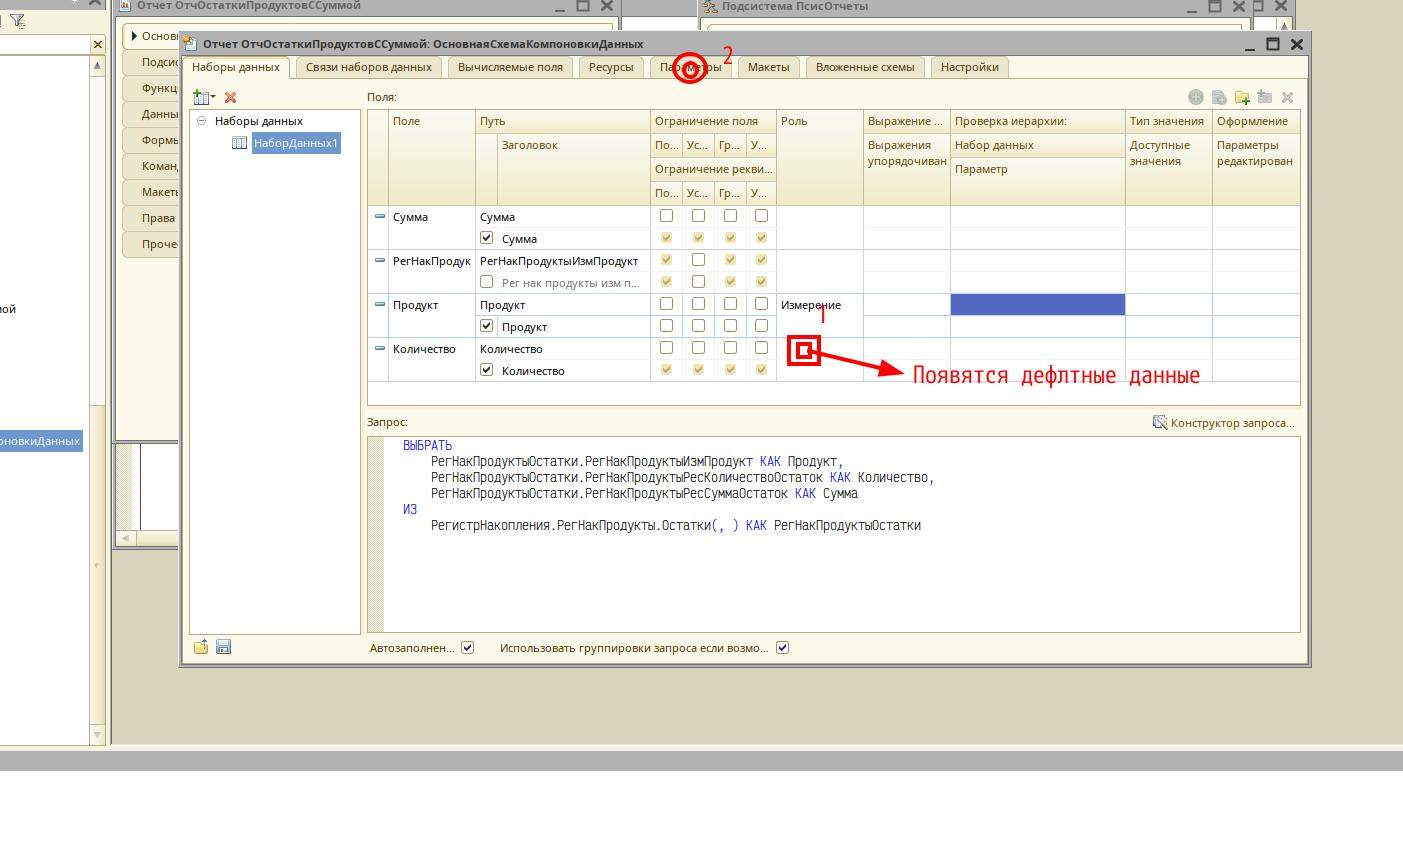 Отчет ОтчОстаткиПродуктовССуммой
Подсистема ПсисОтчеты
Отчет ОтчОстаткиПродуктовССуммой: ОсновнаяСхемаКомпоновкиДанных
2
Наборы данных Связи наборов данных Вычисляемые поля Ресурсы Параметры Макеты Вложенные схемы Настройки
Основ
Подсис
Функц
Данны
Формь
Коман
Макеть
Права
Прочес
мой
оновкиДанных
Наборы данных
НаборДанных1
Поля:
Поле Путь Ограничение поля Роль Выражение ... Проверка иерархии: Тип значения Оформление
Заголовок По... Ус... Гр... У... Выражения упорядочиван Набор данных Доступные значения Параметры редактирован
Ограничение рекви... Параметр
По... Ус... Гр... У...
Сумма Сумма
Сумма
РегНакПродук РегНакПродуктыИзмПродукт
Рег нак продукты изм п...
Продукт Продукт Измерение
1
Продукт
Количество Количество
Количество
Появятся дефлтные данные
Запрос:
Конструктор запроса...
ВЫБРАТЬ
РегНакПродуктыОстатки.РегНакПродуктыИзмПродукт КАК Продукт,
РегНакПродуктыОстатки.РегНакПродуктыРесКоличествоОстаток КАК Количество,
РегНакПродуктыОстатки.РегНакПродуктыРесСуммаОстаток КАК Сумма
ИЗ
РегистрНакопления.РегНакПродукты.Остатки(, ) КАК РегНакПродуктыОстатки
Автозаполнен... Использовать группировки запроса если возмо...